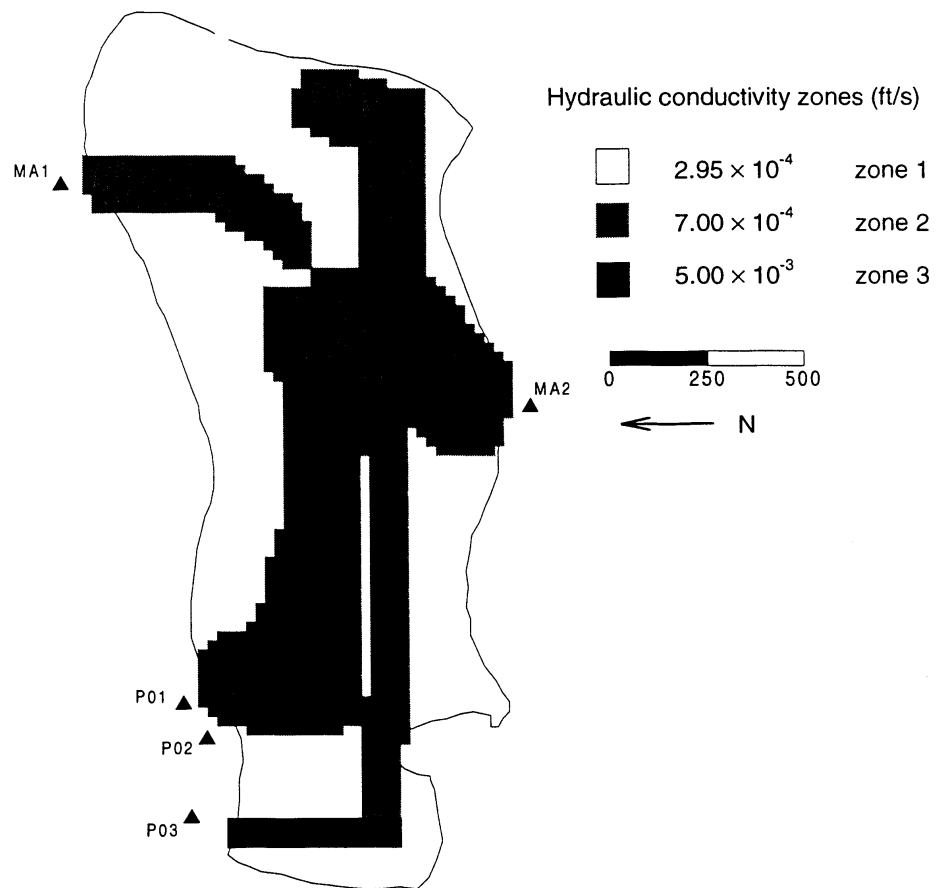 Hydraulic conductivity zones (ft/s)
2.95 × 10⁻⁴ zone 1
7.00 × 10⁻⁴ zone 2
5.00 × 10⁻³ zone 3
0 250 500
N
MA1
MA2
P01
P02
P03